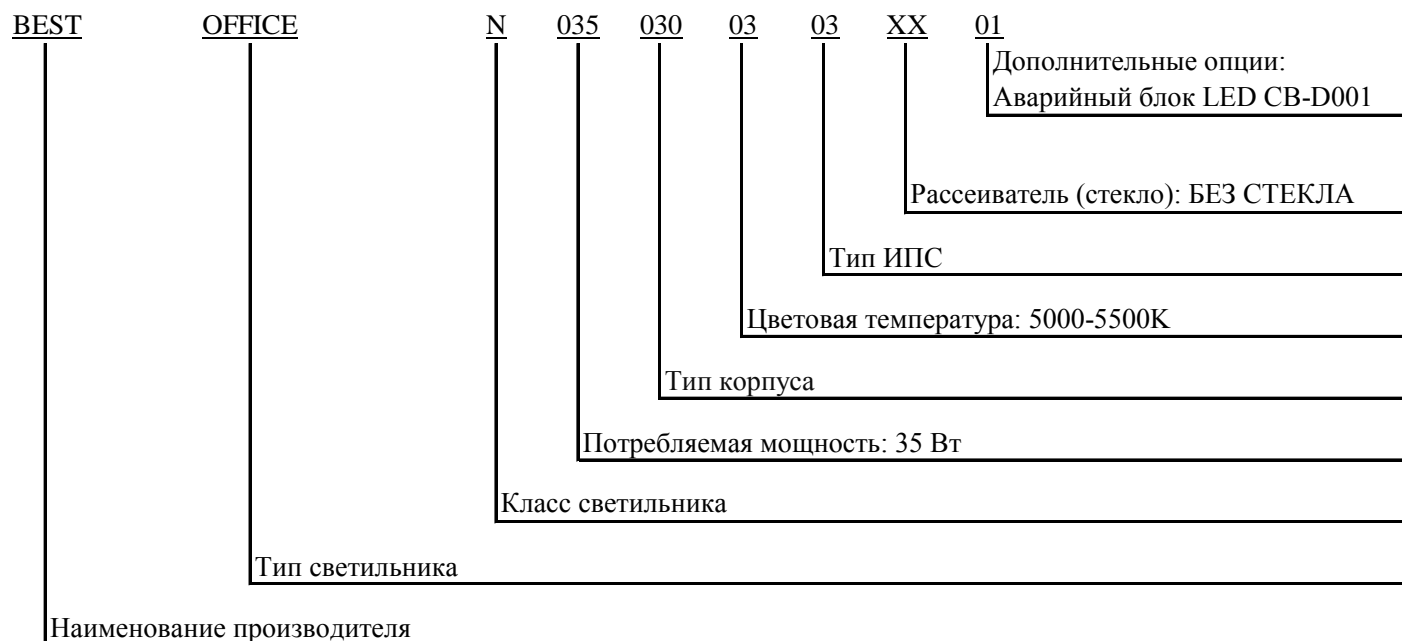 BEST OFFICE N 035 030 03 03 XX 01
Дополнительные опции:
Аварийный блок LED CB-D001
Рассеиватель (стекло): БЕЗ СТЕКЛА
Тип ИПС
Цветовая температура: 5000-5500K
Тип корпуса
Потребляемая мощность: 35 Вт
Класс светильника
Тип светильника
Наименование производителя